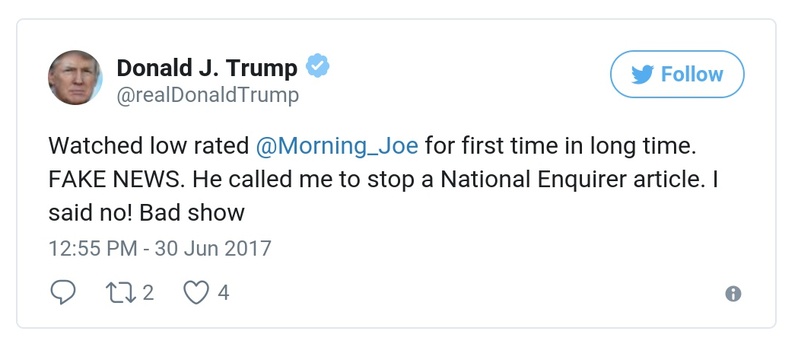 Donald J. Trump
@realDonaldTrump
Follow
Watched low rated @Morning_Joe for first time in long time.
FAKE NEWS. He called me to stop a National Enquirer article. I
said no! Bad show
12:55 PM - 30 Jun 2017
2
4